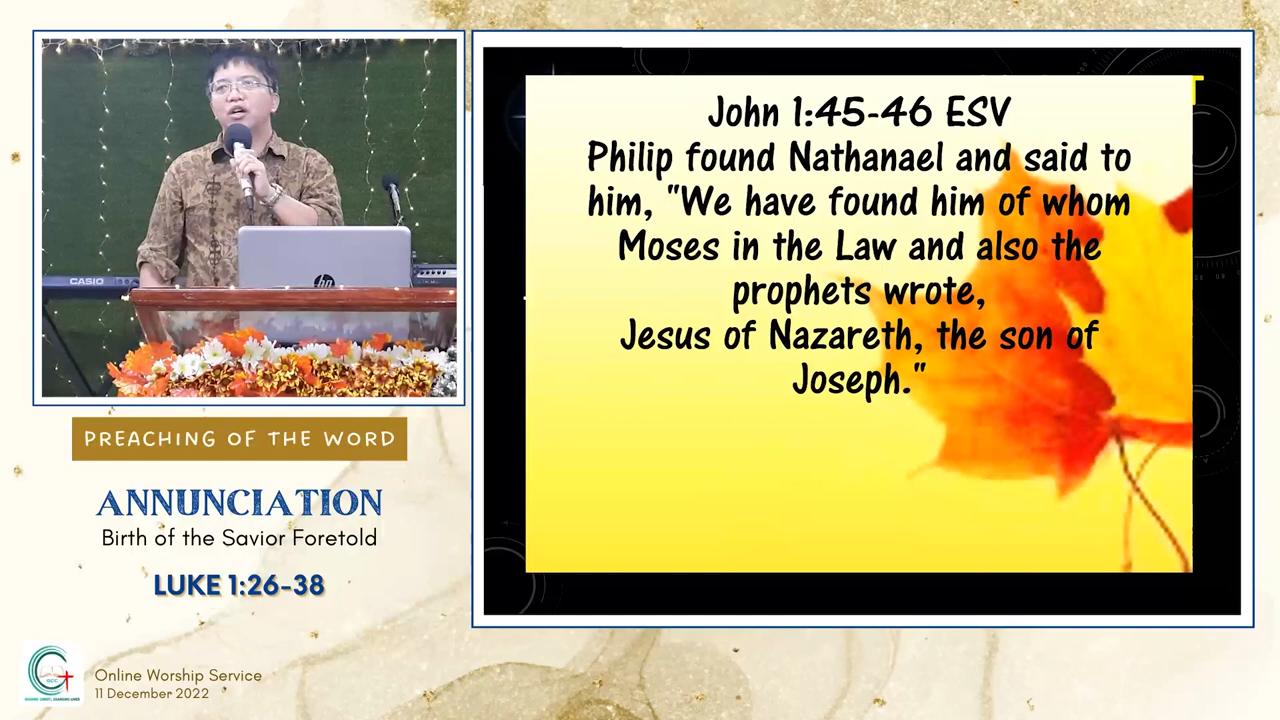 CASIO
hp
PREACHING OF THE WORD
ANNUNCIATION
Birth of the Savior Foretold
LUKE 1:26-38
Online Worship Service
11 December 2022
John 1:45-46 ESV
Philip found Nathanael and said to
him, "We have found him of whom
Moses in the Law and also the
prophets wrote,
Jesus of Nazareth, the son of
Joseph."